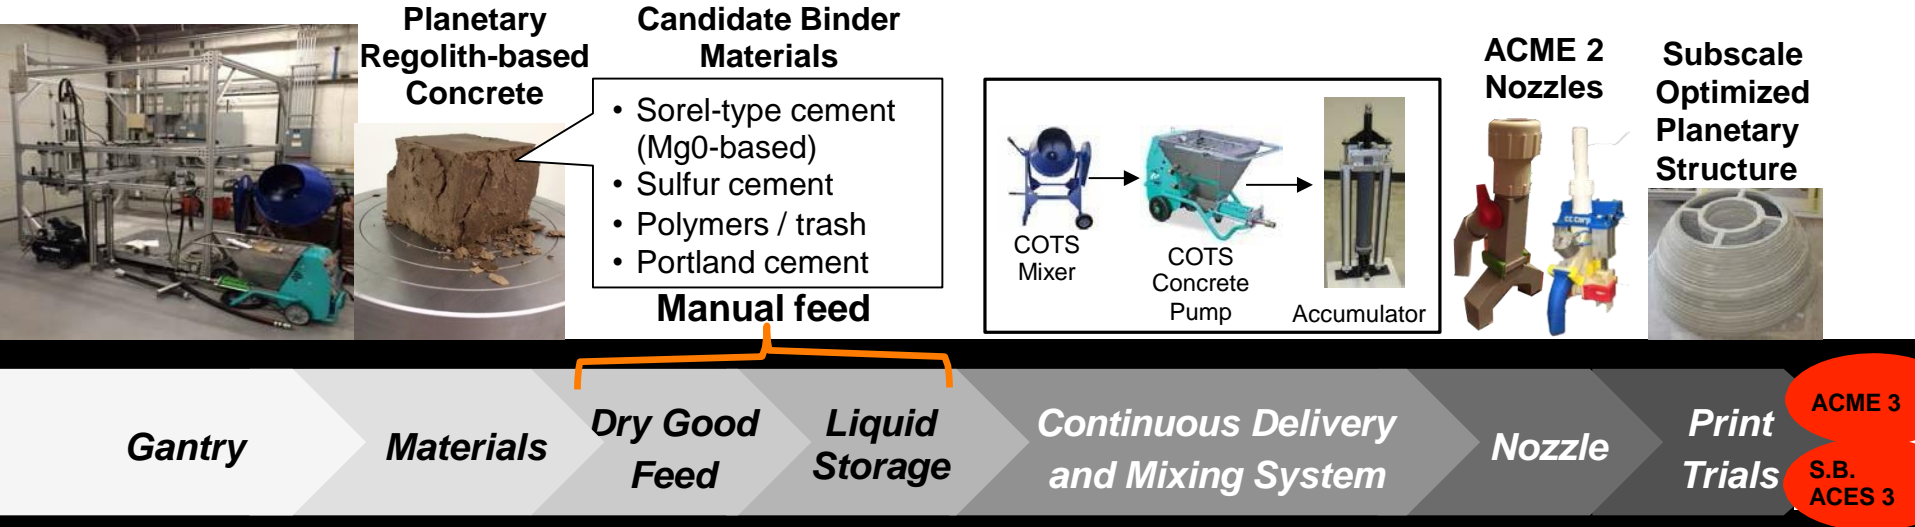 Planetary
Regolith-based
Concrete
Candidate Binder
Materials
• Sorel-type cement
(Mg0-based)
• Sulfur cement
• Polymers / trash
• Portland cement
Manual feed
COTS
Mixer
COTS
Concrete
Pump
Accumulator
ACME 2
Nozzles
CC Corp
Subscale
Optimized
Planetary
Structure
Gantry
Materials
Dry Good
Feed
Liquid
Storage
Continuous Delivery
and Mixing System
Nozzle
Print
Trials
ACME 3
S.B.
ACES 3